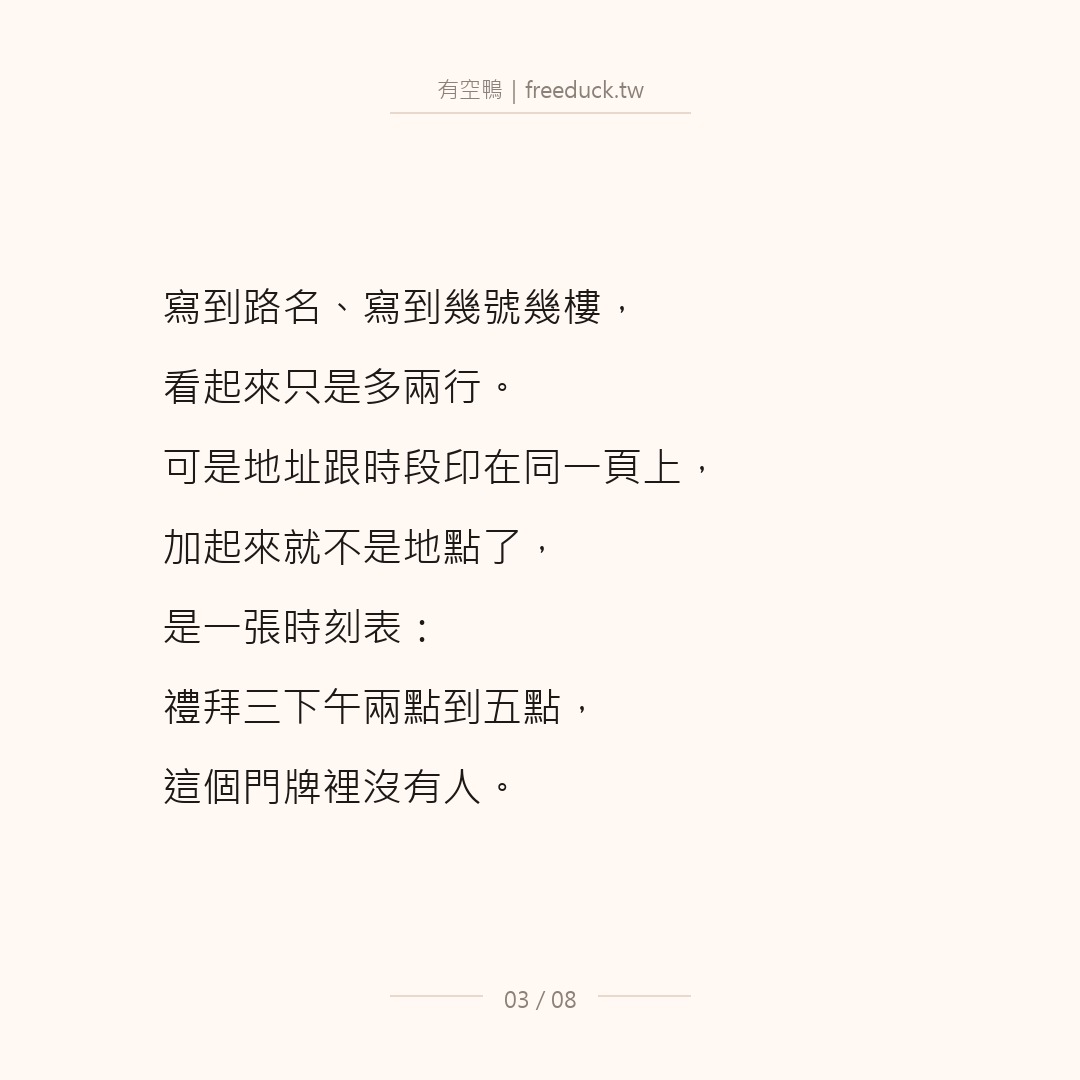 有空鴨 | freeduck.tw
寫到路名、寫到幾號幾樓，
看起來只是多兩行。
可是地址跟時段印在同一頁上，
加起來就不是地點了，
是一張時刻表：
禮拜三下午兩點到五點，
這個門牌裡沒有人。
03 / 08